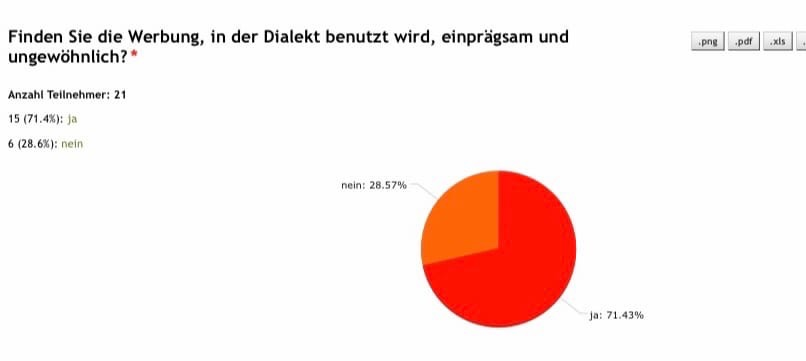 Finden Sie die Werbung, in der Dialekt benutzt wird, einprägsam und
ungewöhnlich? *
.png .pdf .xls .
Anzahl Teilnehmer: 21
15 (71.4%): ja
6 (28.6%): nein
nein: 28.57%
ja: 71.43%